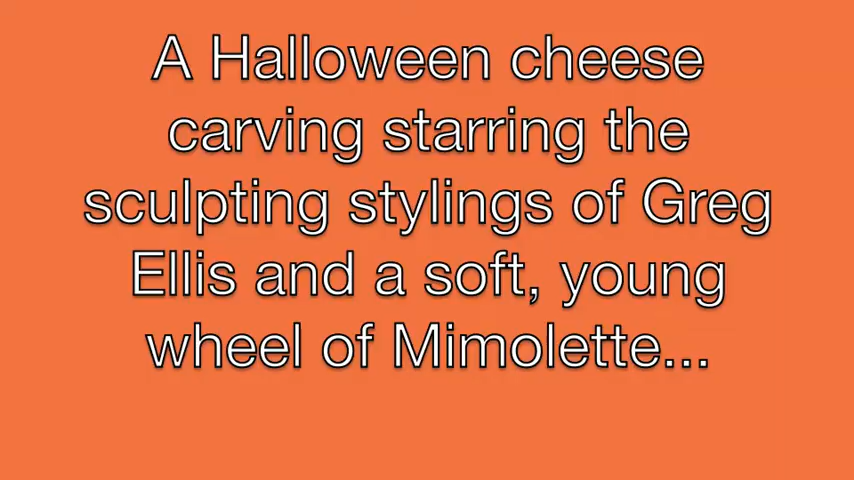 A Halloween cheese
carving starring the
sculpting stylings of Greg
Ellis and a soft, young
wheel of Mimolette...